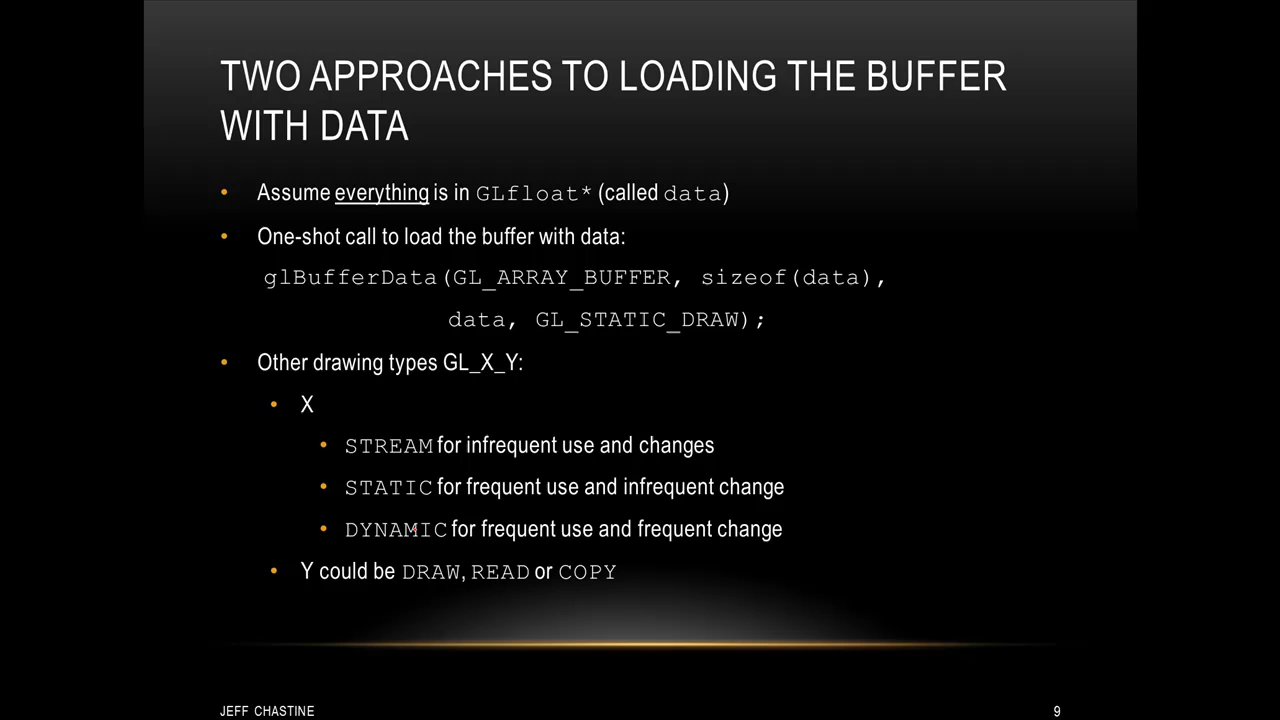 TWO APPROACHES TO LOADING THE BUFFER
WITH DATA
• Assume everything is in GLfloat* (called data)
• One-shot call to load the buffer with data:
glBufferData(GL_ARRAY_BUFFER, sizeof(data),
data, GL_STATIC_DRAW);
• Other drawing types GL_X_Y:
• X
• STREAM for infrequent use and changes
• STATIC for frequent use and infrequent change
• DYNAMIC for frequent use and frequent change
• Y could be DRAW, READ or COPY
JEFF CHASTINE
9